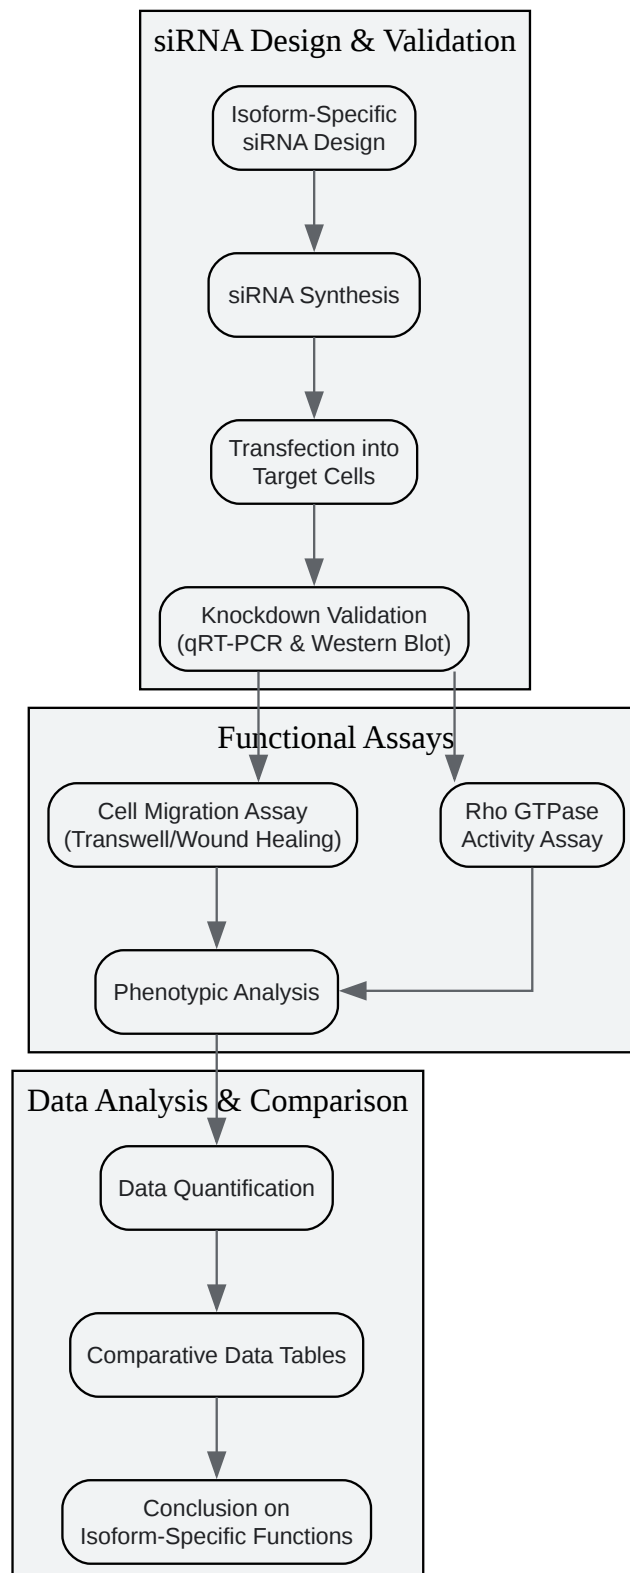 siRNA Design & Validation
Isoform-Specific
siRNA Design
siRNA Synthesis
Transfection into
Target Cells
Knockdown Validation
(qRT-PCR & Western Blot)
Functional Assays
Cell Migration Assay
(Transwell/Wound Healing)
Rho GTPase
Activity Assay
Phenotypic Analysis
Data Analysis & Comparison
Data Quantification
Comparative Data Tables
Conclusion on
Isoform-Specific Functions